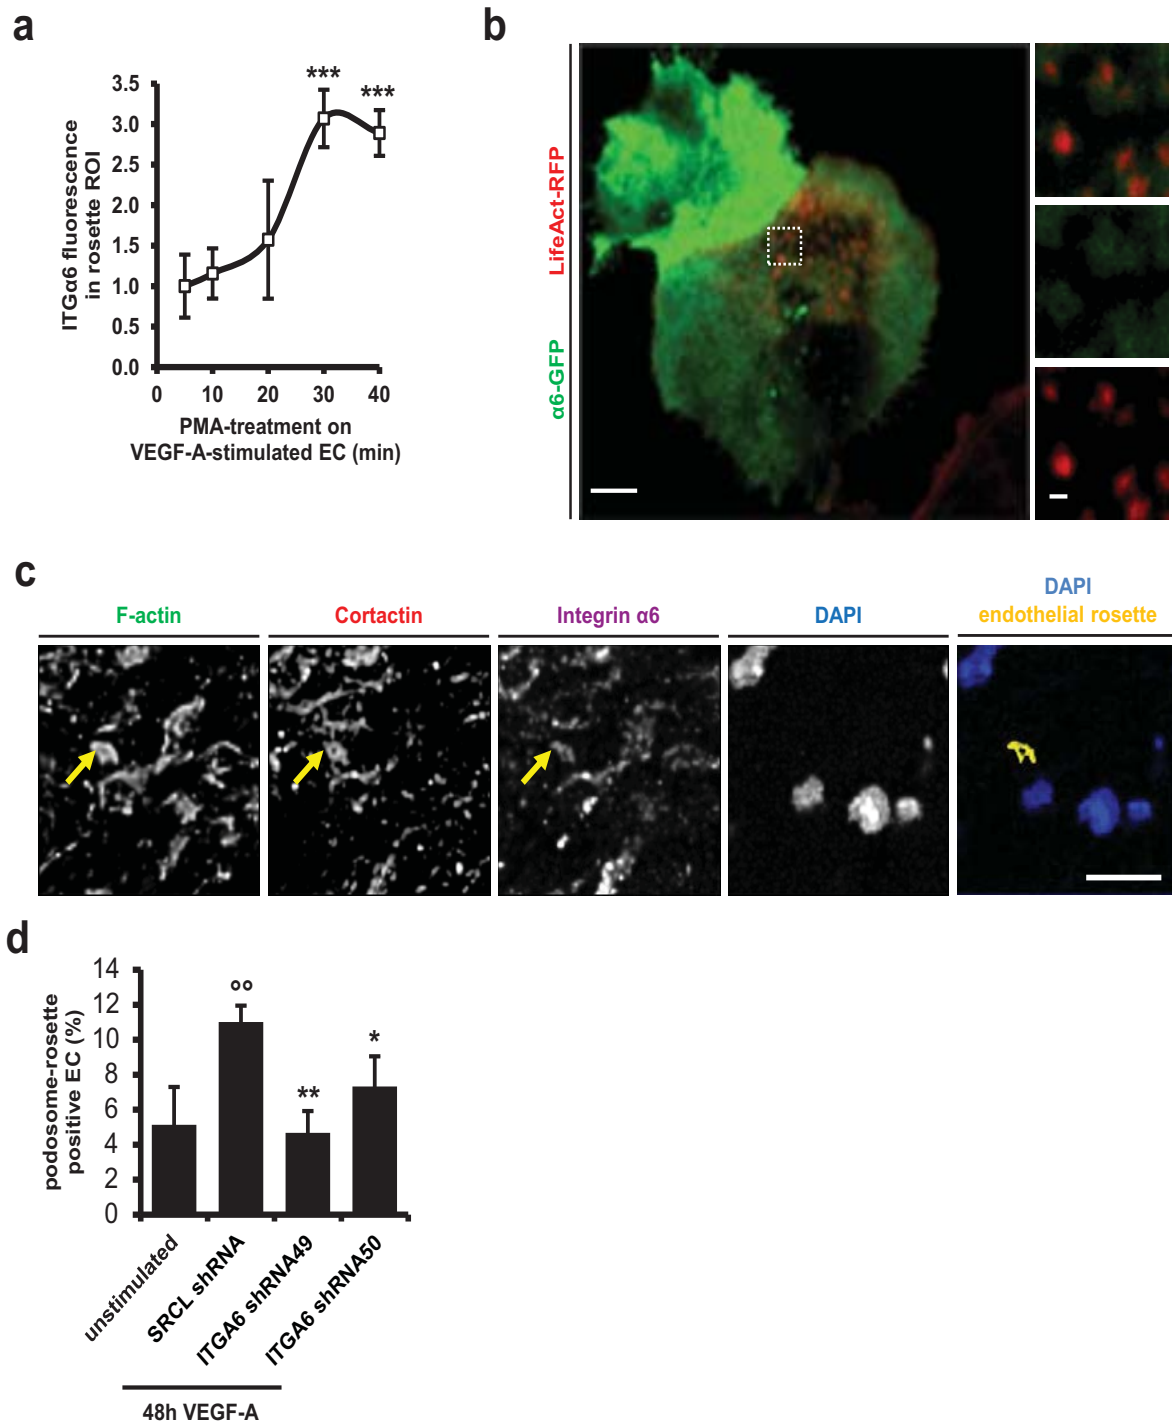 a
ITGα6 fluorescence
in rosette ROI
3.5
3.0
2.5
2.0
1.5
1.0
0.5
0.0
***
***
0
10
20
30
40
PMA-treatment on
VEGF-A-stimulated EC (min)
b
α6-GFP LifeAct-RFP
c
F-actin
Cortactin
Integrin α6
DAPI
DAPI
endothelial rosette
d
podosome-rosette
positive EC (%)
14
12
10
8
6
4
2
0
°°
**
*
unstimulated
SRCL shRNA
ITGA6 shRNA49
ITGA6 shRNA50
48h VEGF-A